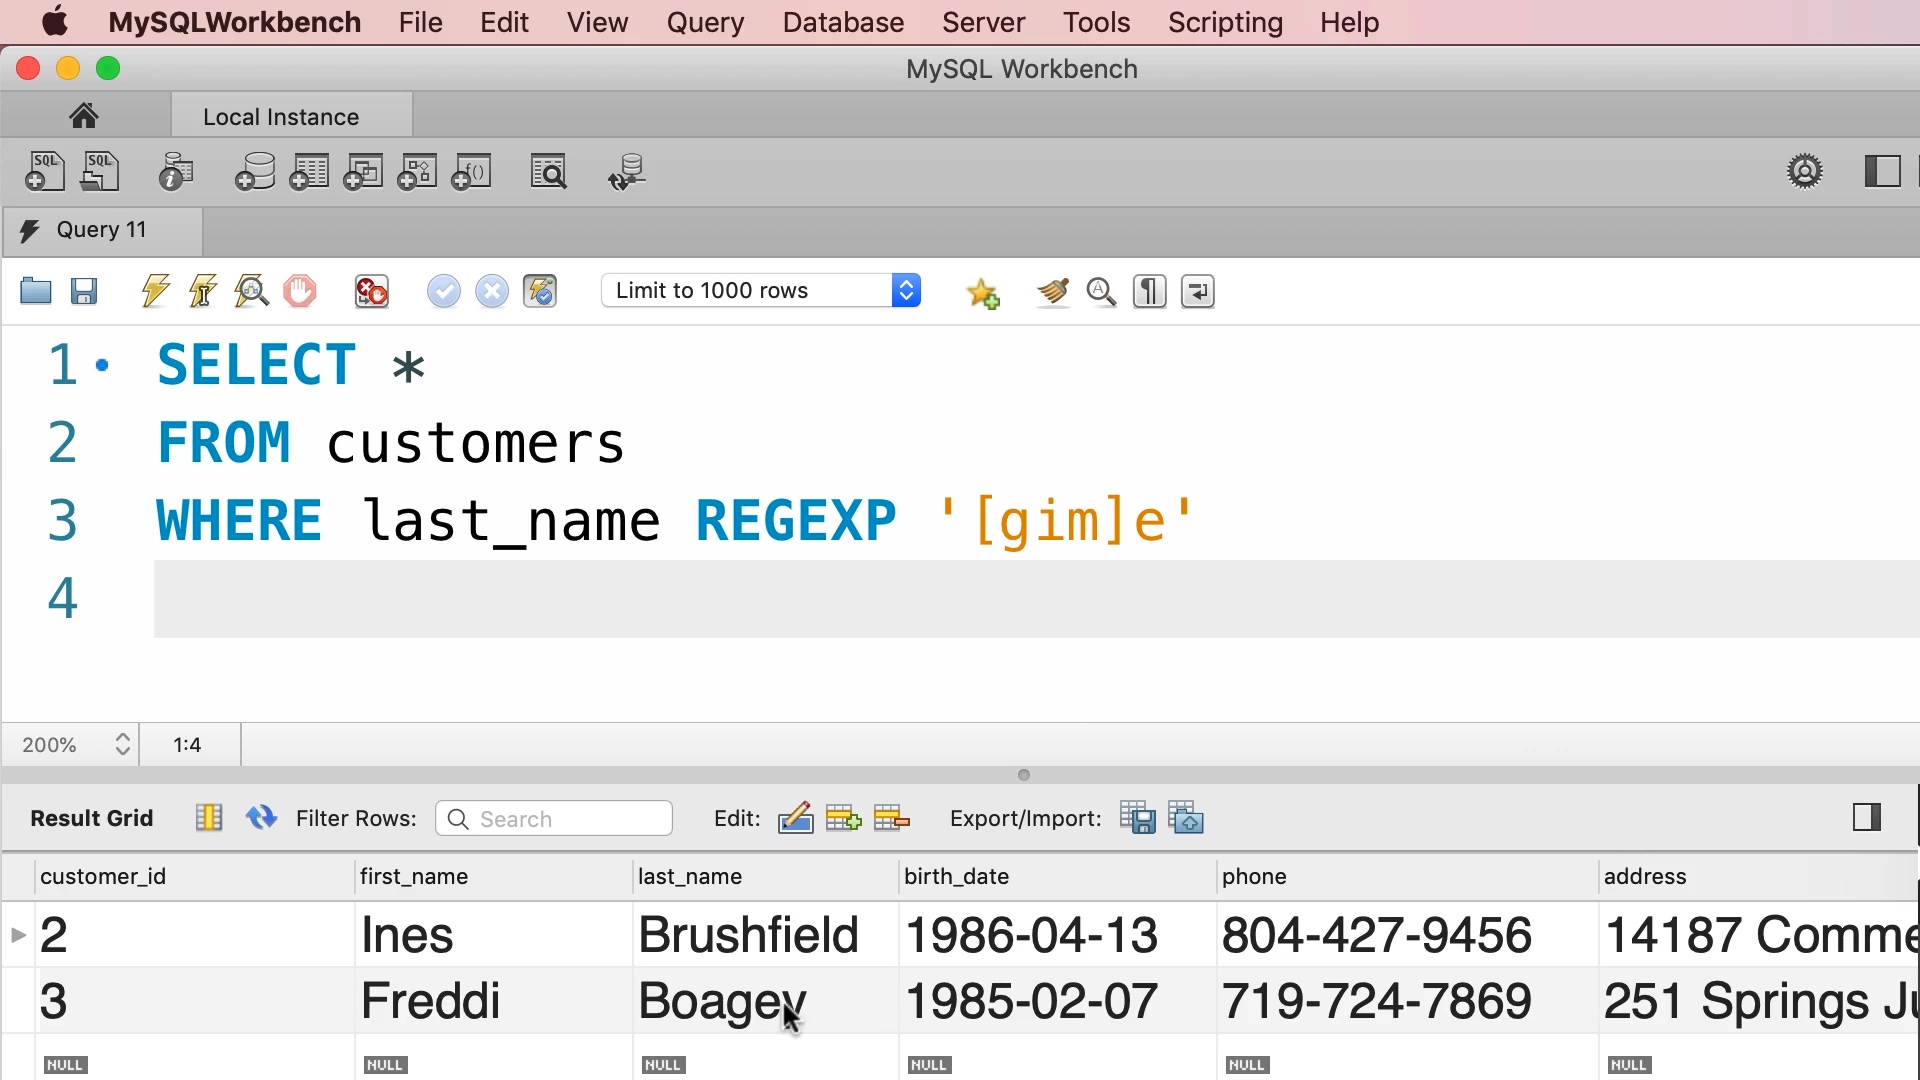 MySQLWorkbench File Edit View Query Database Server Tools Scripting Help
MySQL Workbench
Local Instance
Query 11
Limit to 1000 rows
1 SELECT *
2 FROM customers
3 WHERE last_name REGEXP '[gim]e'
4
200% 1:4
Result Grid Filter Rows: Search Edit: Export/Import:
customer_id first_name last_name birth_date phone address
2 Ines Brushfield 1986-04-13 804-427-9456 14187 Comme
3 Freddi Boagey 1985-02-07 719-724-7869 251 Springs Ju
NULL NULL NULL NULL NULL NULL